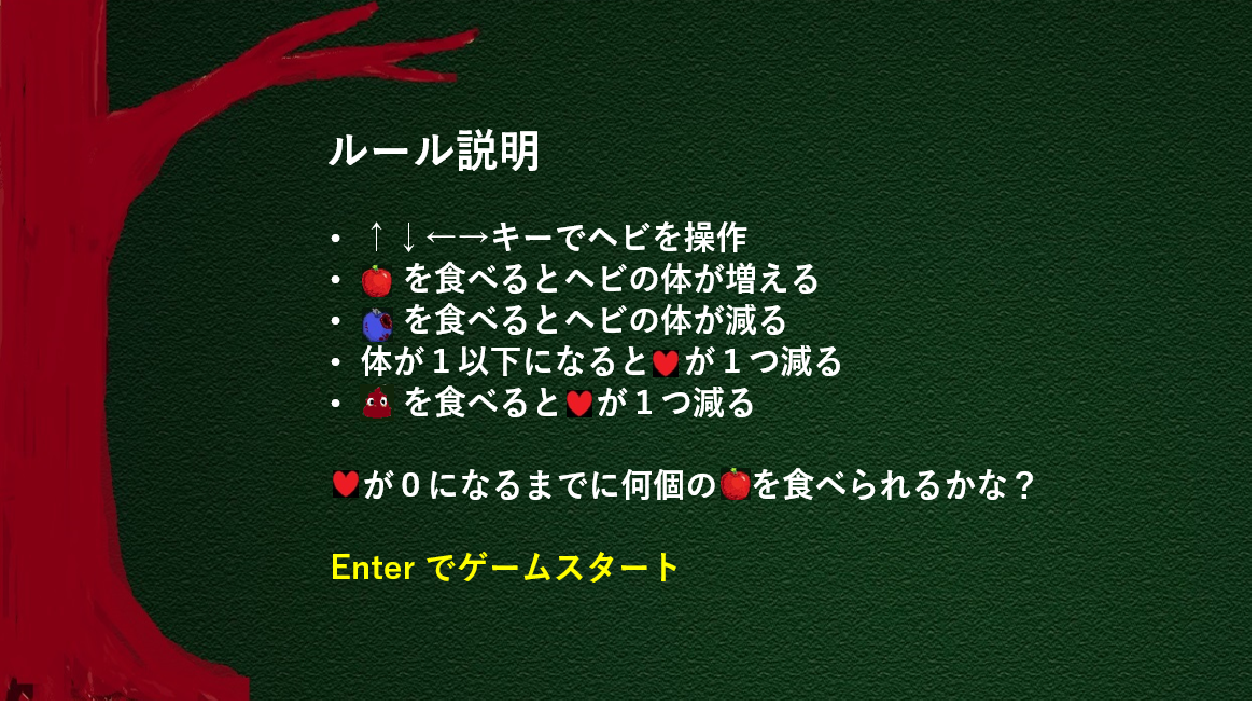 ルール説明
• ↑↓←→キーでヘビを操作
• を食べるとヘビの体が増える
• を食べるとヘビの体が減る
• 体が１以下になるとが１つ減る
• を食べるとが１つ減る
が０になるまでに何個のを食べられるかな？
Enter でゲームスタート